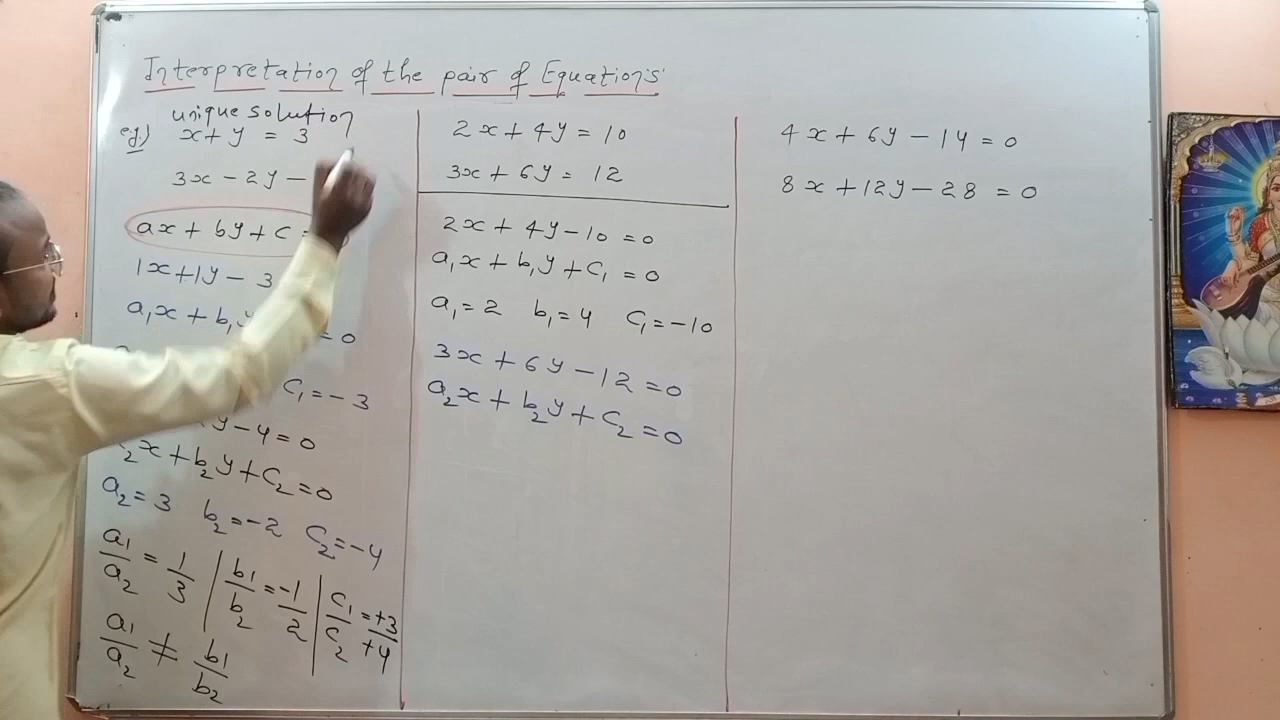 Interpretation of the pair of Equations
unique solution
eg) x + y = 3
3x - 2y -
ax + by + c =
1x + 1y - 3
a₁x + b₁y = 0
C₁ = -3
y - 4 = 0
₂x + b₂y + C₂ = 0
a₂ = 3 b₂ = -2 C₂ = -4
a₁/a₂ = 1/3 | b₁/b₂ = -1/2 | C₁/C₂ = +3/+4
a₁/a₂ ≠ b₁/b₂
2x + 4y = 10
3x + 6y = 12
2x + 4y - 10 = 0
a₁x + b₁y + C₁ = 0
a₁ = 2 b₁ = 4 C₁ = -10
3x + 6y - 12 = 0
a₂x + b₂y + C₂ = 0
4x + 6y - 14 = 0
8x + 12y - 28 = 0